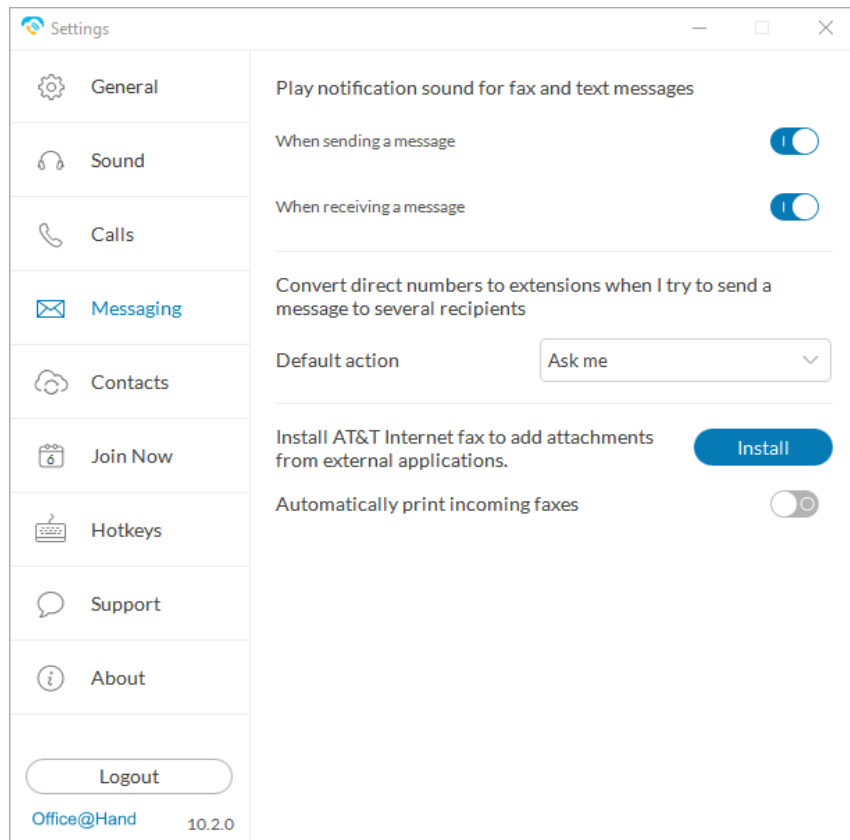 Settings
General
Sound
Calls
Messaging
Contacts
6
Join Now
Hotkeys
Support
About
Logout
Office@Hand
10.2.0
Play notification sound for fax and text messages
When sending a message
When receiving a message
Convert direct numbers to extensions when I try to send a
message to several recipients
Default action
Ask me
Install AT&T Internet fax to add attachments
from external applications.
Install
Automatically print incoming faxes